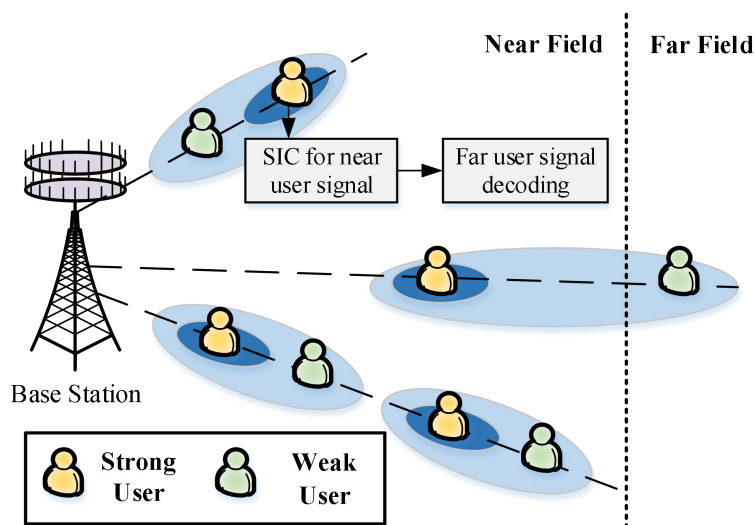 Near Field
Far Field
SIC for near
user signal
Far user signal
decoding
Base Station
Strong
User
Weak
User